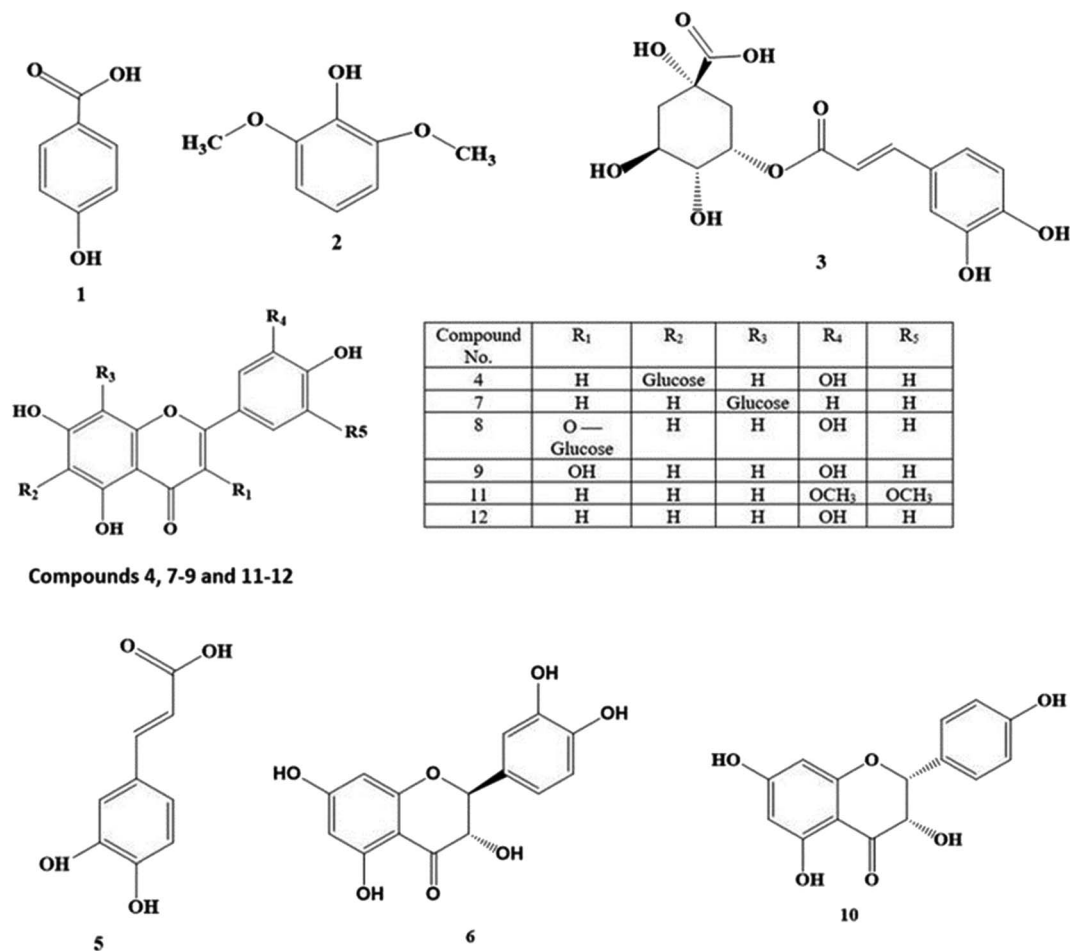 O
OH
OH
1
OH
O
H₃C
O
CH₃
2
O
HO
OH
HO
OH
O
O
OH
OH
3
R₄
OH
R₃
HO
O
R5
R₂
R₁
OH
O
Compounds 4, 7-9 and 11-12
Compound No. R₁ R₂ R₃ R₄ R₅
4 H Glucose H OH H
7 H H Glucose H H
8 O — Glucose H H OH H
9 OH H H OH H
11 H H H OCH₃ OCH₃
12 H H H OH H
O
OH
OH
OH
5
OH
OH
HO
O
OH
OH
O
6
OH
HO
O
OH
OH
O
10